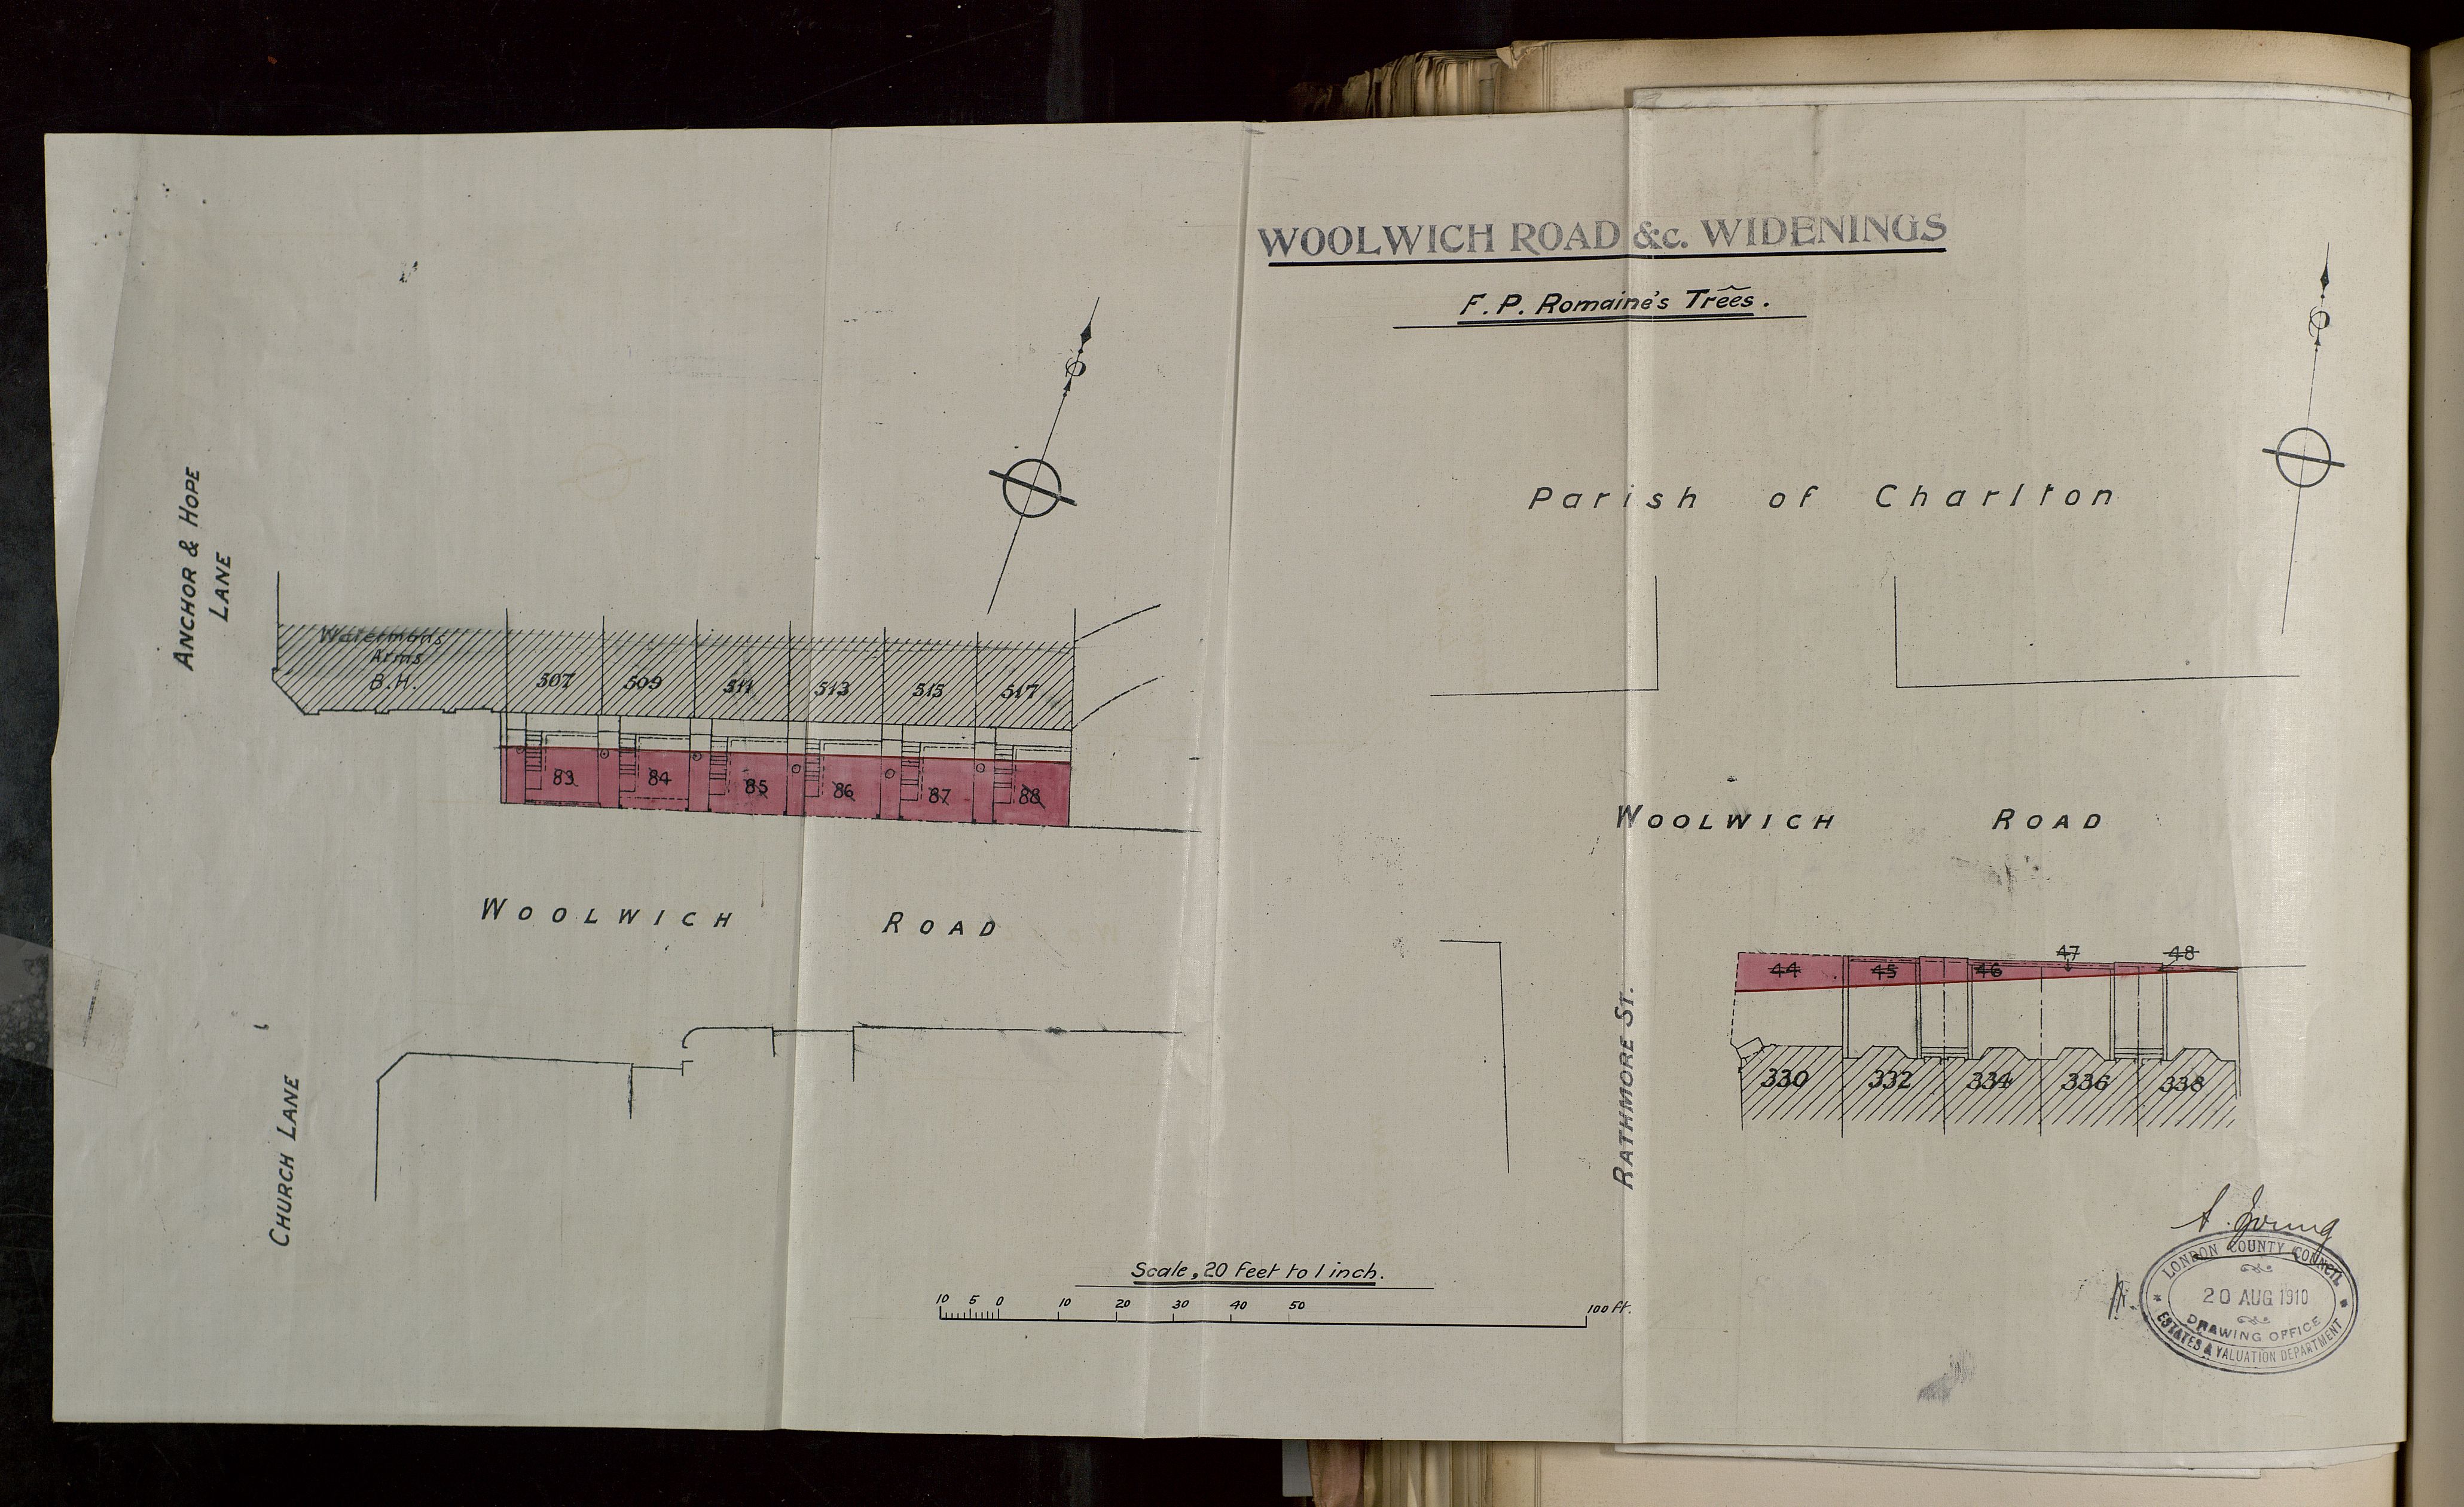 WOOLWICH ROAD &c. WIDENINGS
F. P. Romaine's Trees.
Parish of Charlton
ANCHOR & HOPE
LANE
Watermans
Arms
B.H.
507 509 511 513 515 517
83 84 85 86 87 88
WOOLWICH ROAD
CHURCH LANE
WOOLWICH ROAD
RATHMORE ST.
44 45 46 47 48
330 332 334 336 338
Scale, 20 Feet to 1 inch.
10 5 0 10 20 30 40 50 100 Ft.
A. Young
LONDON COUNTY COUNCIL
20 AUG 1910
DRAWING OFFICE
ESTATES & VALUATION DEPARTMENT